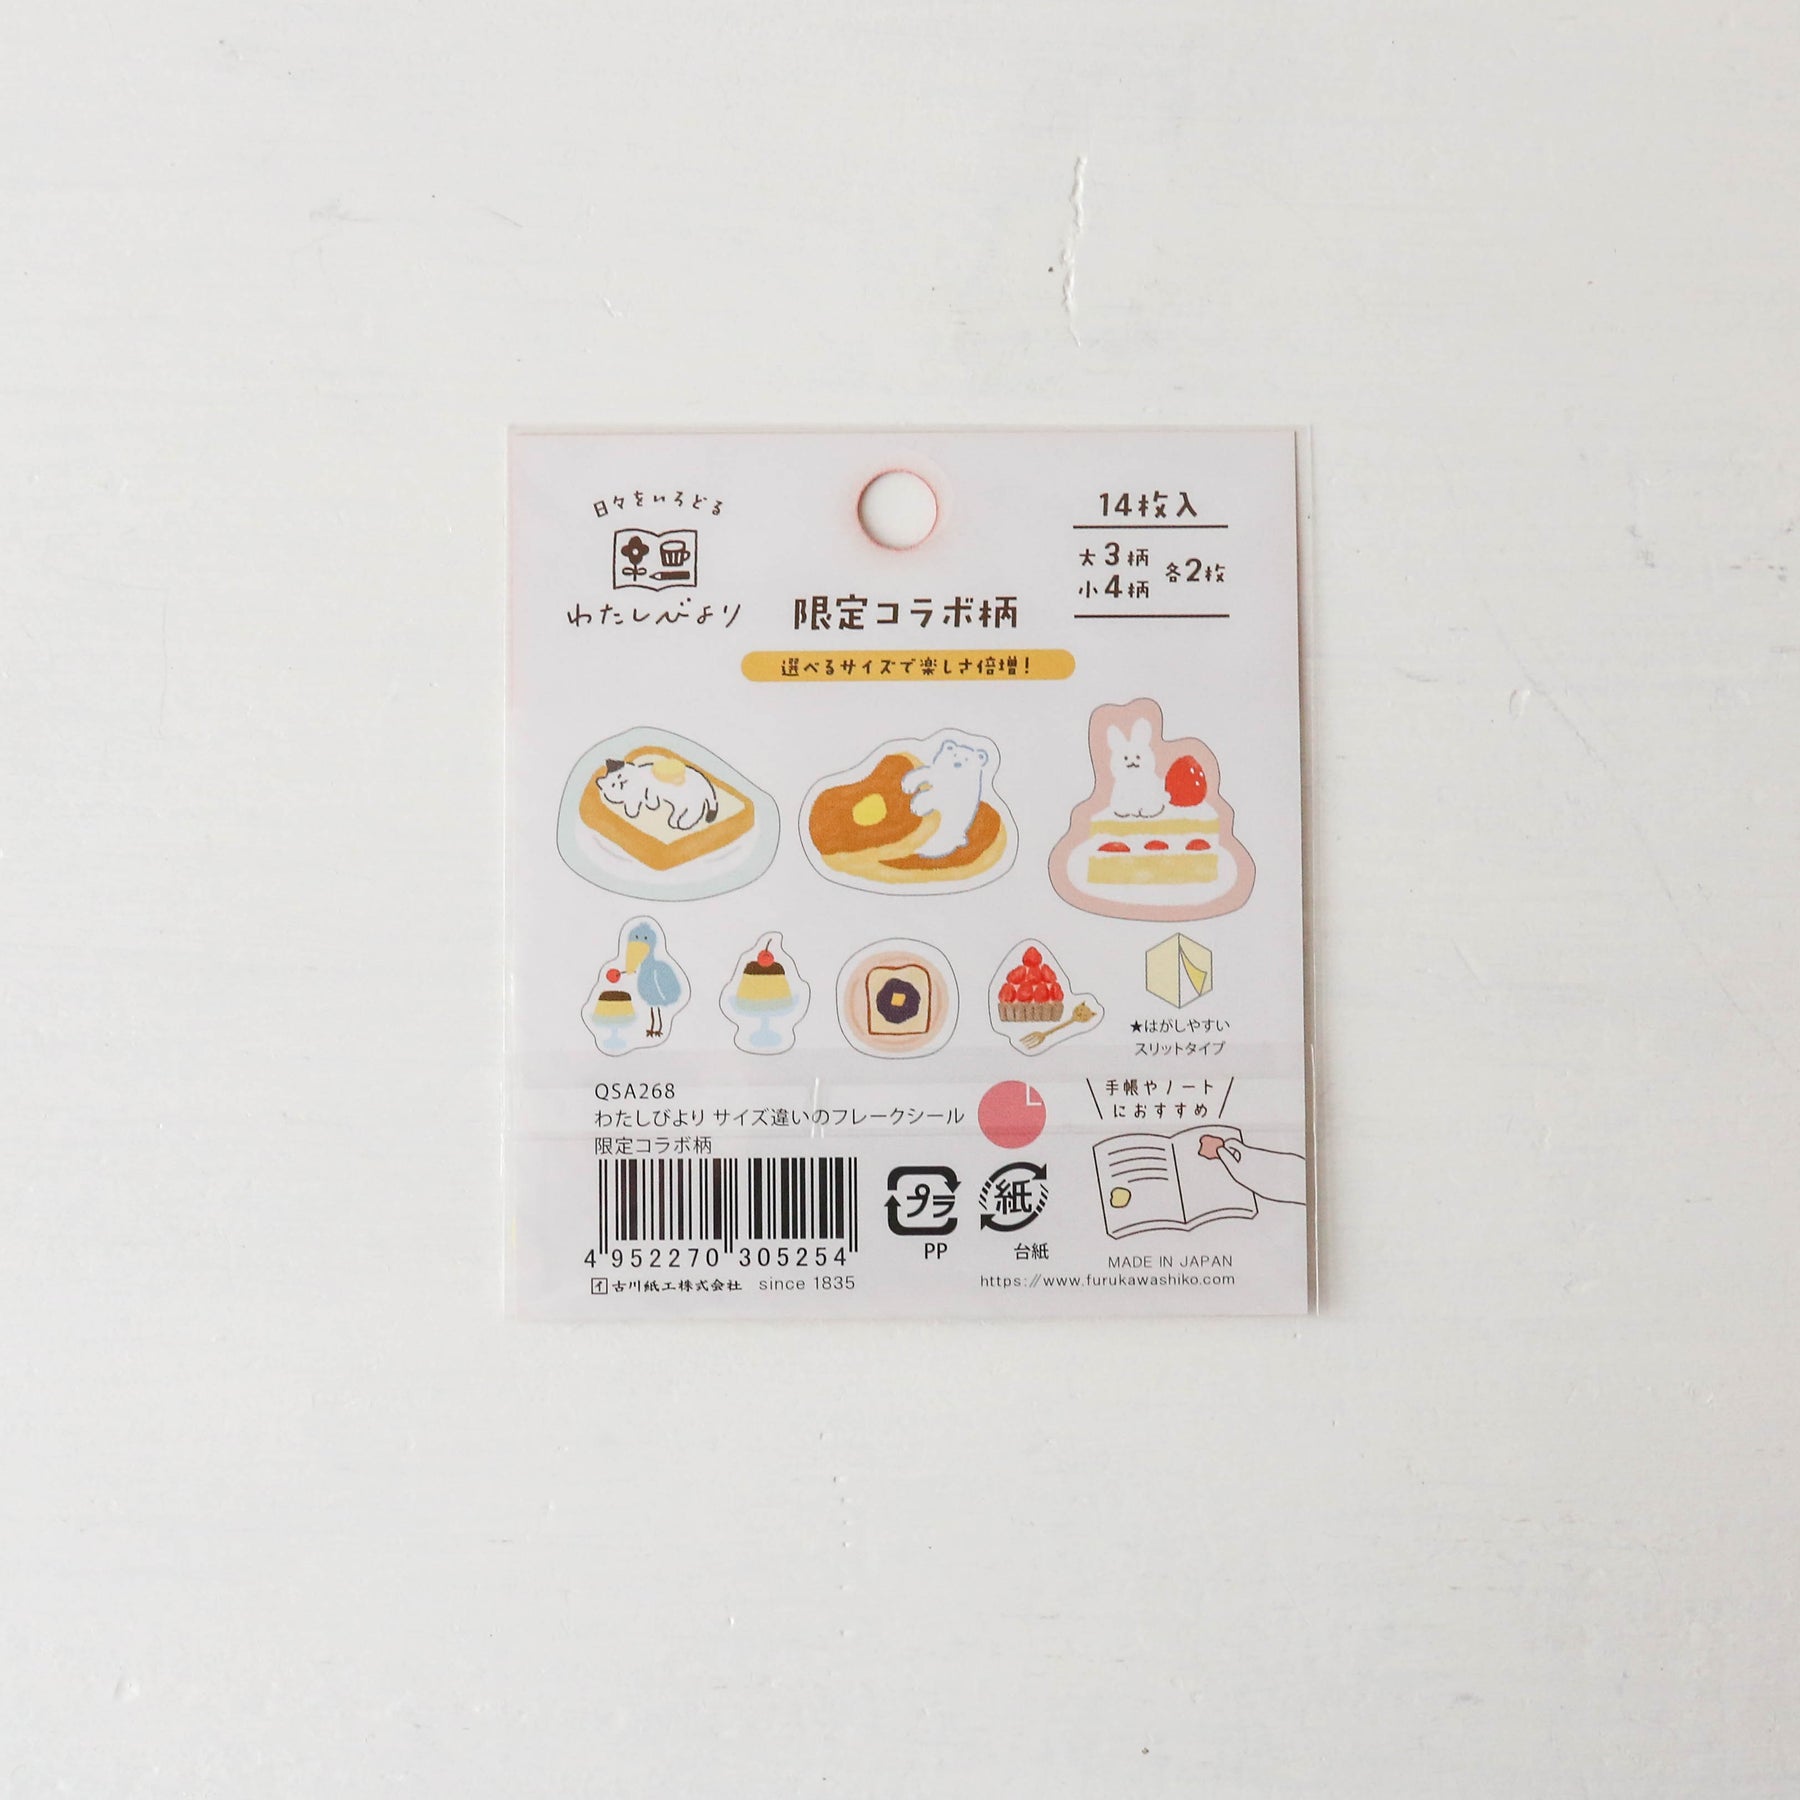 日々をいろどる
わたしびより
14枚入
大3柄
小4柄
各2枚
限定コラボ柄
選べるサイズで楽しさ倍増!
★はがしやすい
スリットタイプ
QSA268
わたしびより サイズ違いのフレークシール
限定コラボ柄
4 952270 305254
手帳やノート
におすすめ
プラ
PP
紙
台紙
イ 古川紙工株式会社 since 1835
MADE IN JAPAN
https://www.furukawashiko.com